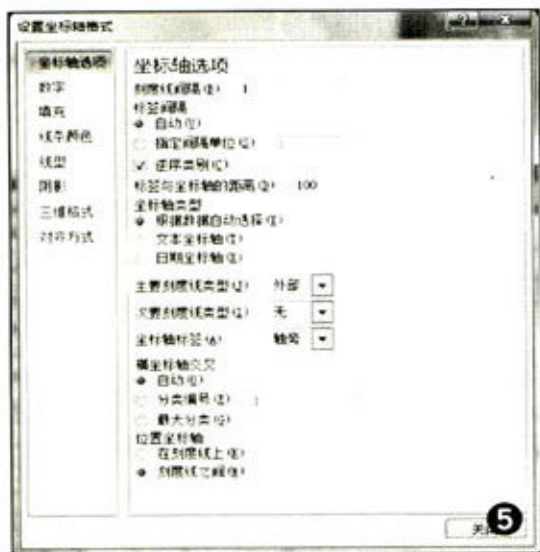 设置坐标轴格式
坐标轴选项
数字
填充
线条颜色
线型
阴影
三维格式
对齐方式
坐标轴选项
刻度线间隔(B) 1
标签间隔
自动(U)
指定间隔单位(S) 1
逆序类别(C)
标签与坐标轴的距离(D) 100
坐标轴类型
根据数据自动选择(Y)
文本坐标轴(T)
日期坐标轴(X)
主要刻度线类型(J) 外部
次要刻度线类型(I) 无
坐标轴标签(A) 轴旁
横坐标轴交叉
自动(O)
分类编号(E) 1
最大分类(G)
位置坐标轴
在刻度线上(K)
刻度线之间(W)
5